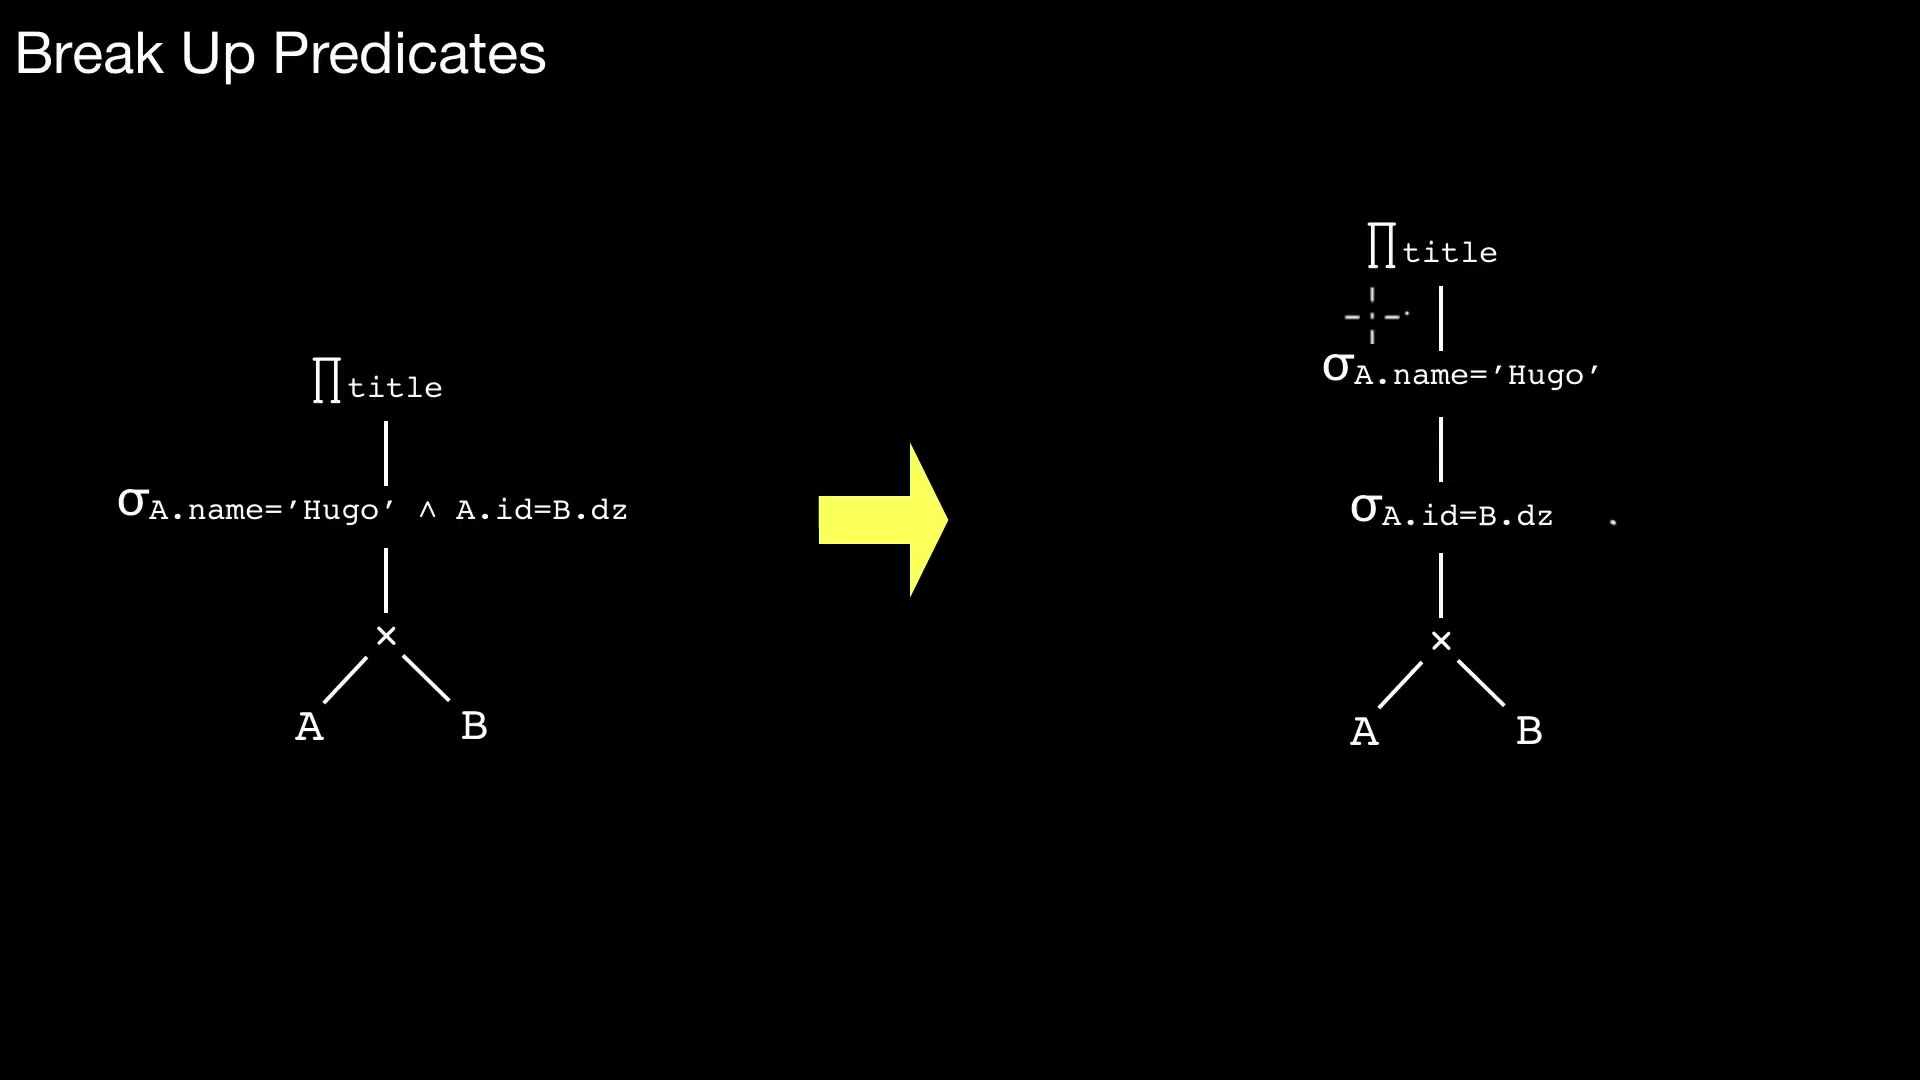 Break Up Predicates
∏title
σA.name='Hugo' ∧ A.id=B.dz
×
A B
∏title
σA.name='Hugo'
σA.id=B.dz
×
A B